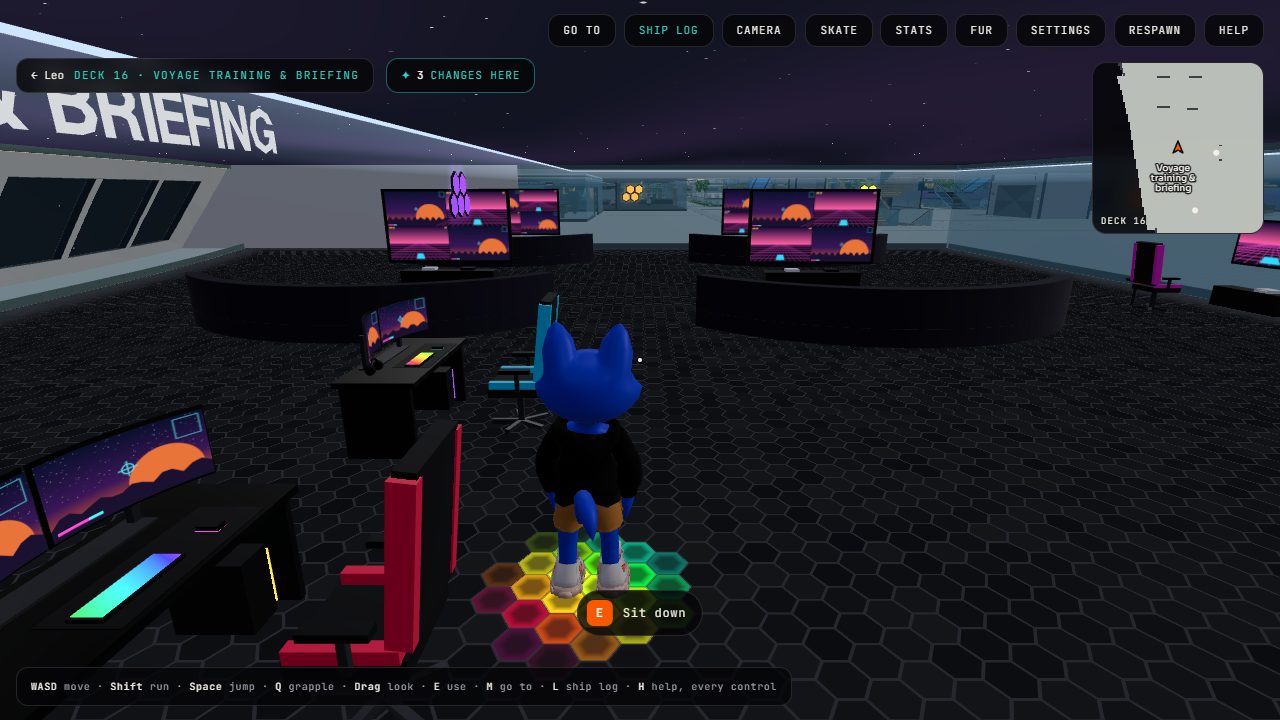 GO TO
SHIP LOG
CAMERA
SKATE
STATS
FUR
SETTINGS
RESPAWN
HELP
← Leo DECK 16 · VOYAGE TRAINING & BRIEFING
✦ 3 CHANGES HERE
& BRIEFING
Voyage
training &
briefing
DECK 16
E Sit down
WASD move · Shift run · Space jump · Q grapple · Drag look · E use · M go to · L ship log · H help, every control